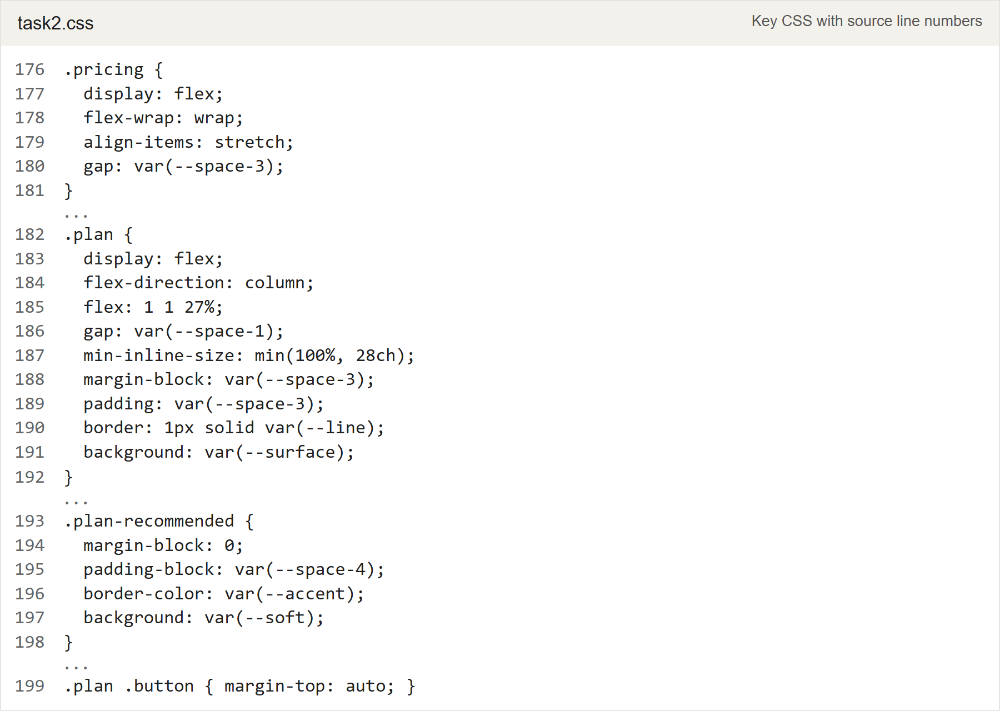 task2.css
Key CSS with source line numbers
176 .pricing {
177   display: flex;
178   flex-wrap: wrap;
179   align-items: stretch;
180   gap: var(--space-3);
181 }
...
182 .plan {
183   display: flex;
184   flex-direction: column;
185   flex: 1 1 27%;
186   gap: var(--space-1);
187   min-inline-size: min(100%, 28ch);
188   margin-block: var(--space-3);
189   padding: var(--space-3);
190   border: 1px solid var(--line);
191   background: var(--surface);
192 }
...
193 .plan-recommended {
194   margin-block: 0;
195   padding-block: var(--space-4);
196   border-color: var(--accent);
197   background: var(--soft);
198 }
...
199 .plan .button { margin-top: auto; }